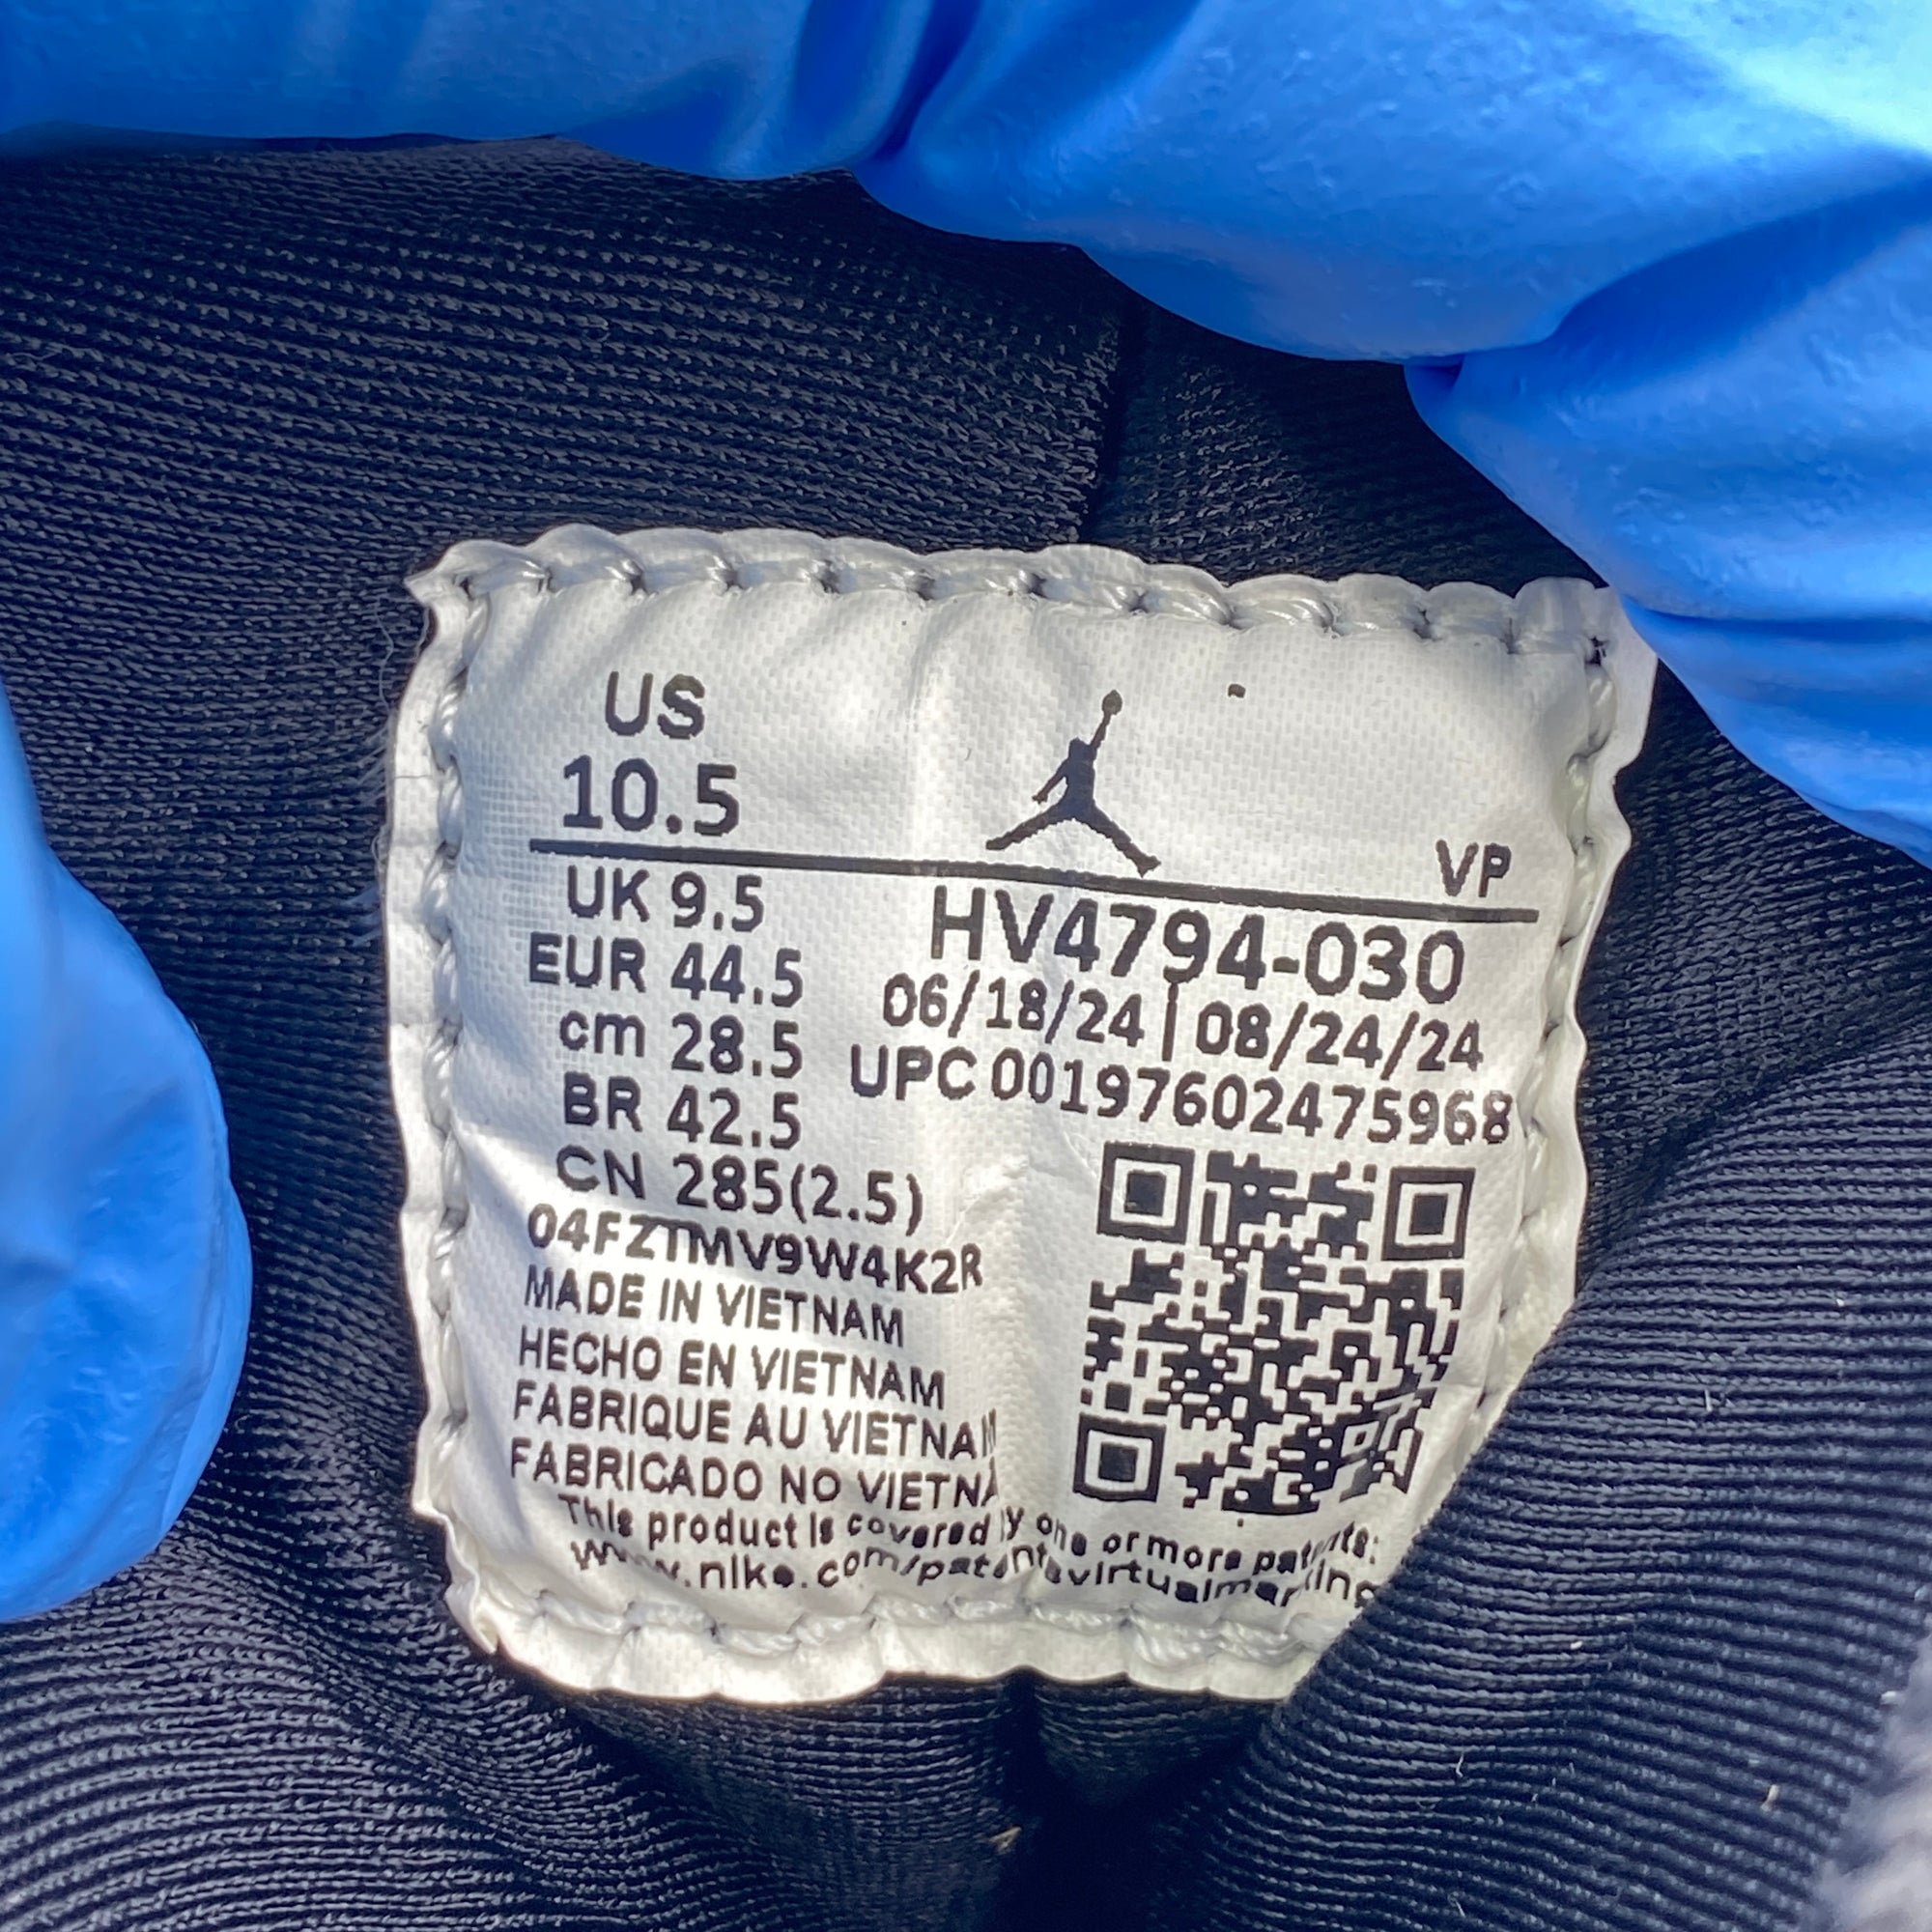 US
10.5
VP
UK 9.5
HV4794-030
EUR 44.5
06/18/24 | 08/24/24
cm 28.5
UPC 00197602475968
BR 42.5
CN 285(2.5)
04FZTMV9W4K2R
MADE IN VIETNAM
HECHO EN VIETNAM
FABRIQUE AU VIETNAM
FABRICADO NO VIETNA
This product is covered by one or more patents:
www.nike.com/patentsvirtualmarking